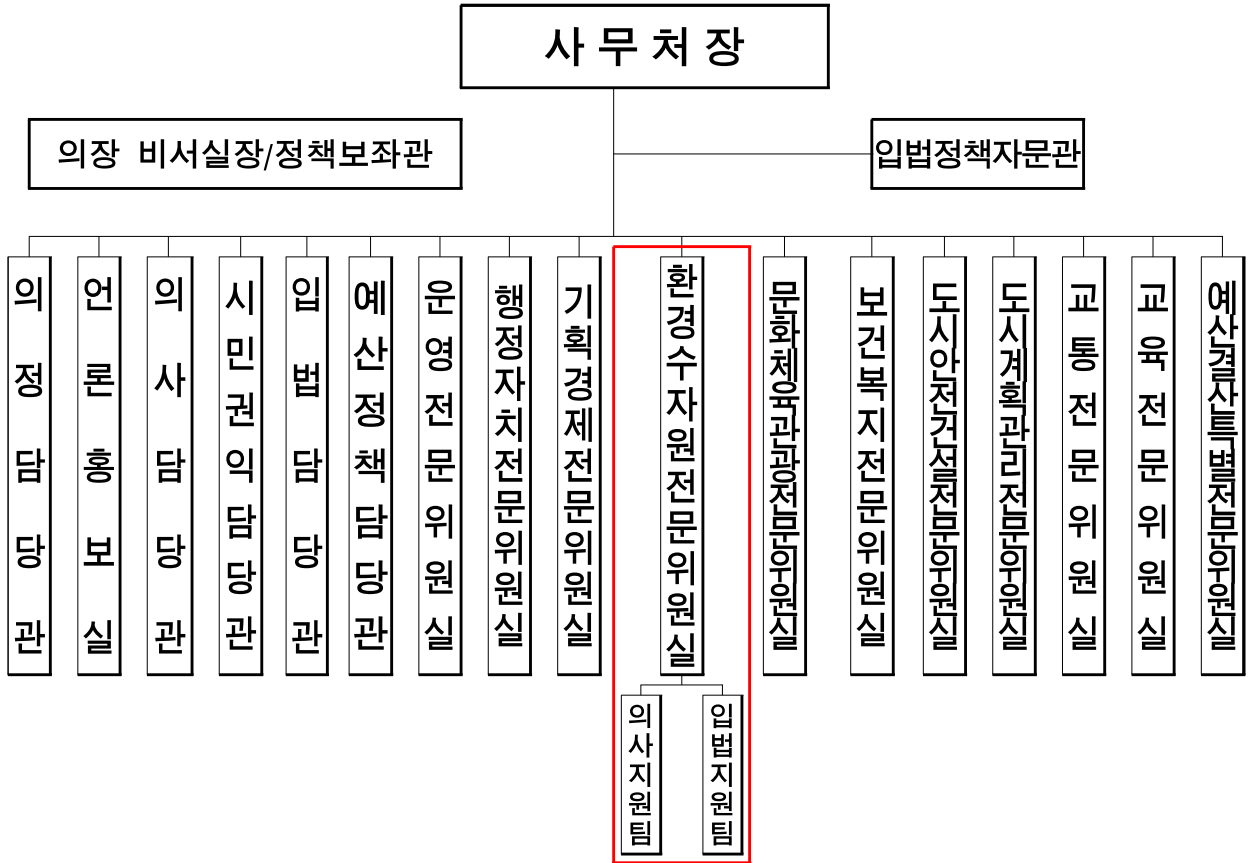 사무처장
의장 비서실장/정책보좌관
입법정책자문관
의정담당관
언론홍보실
의사담당관
시민권익담당관
입법담당관
예산정책담당관
운영전문위원실
행정자치전문위원실
기획경제전문위원실
환경수자원전문위원실
문화체육관광전문위원실
보건복지전문위원실
도시안전건설전문위원실
도시계획관리전문위원실
교통전문위원실
교육전문위원실
예산결산특별전문위원실
의사지원팀
입법지원팀